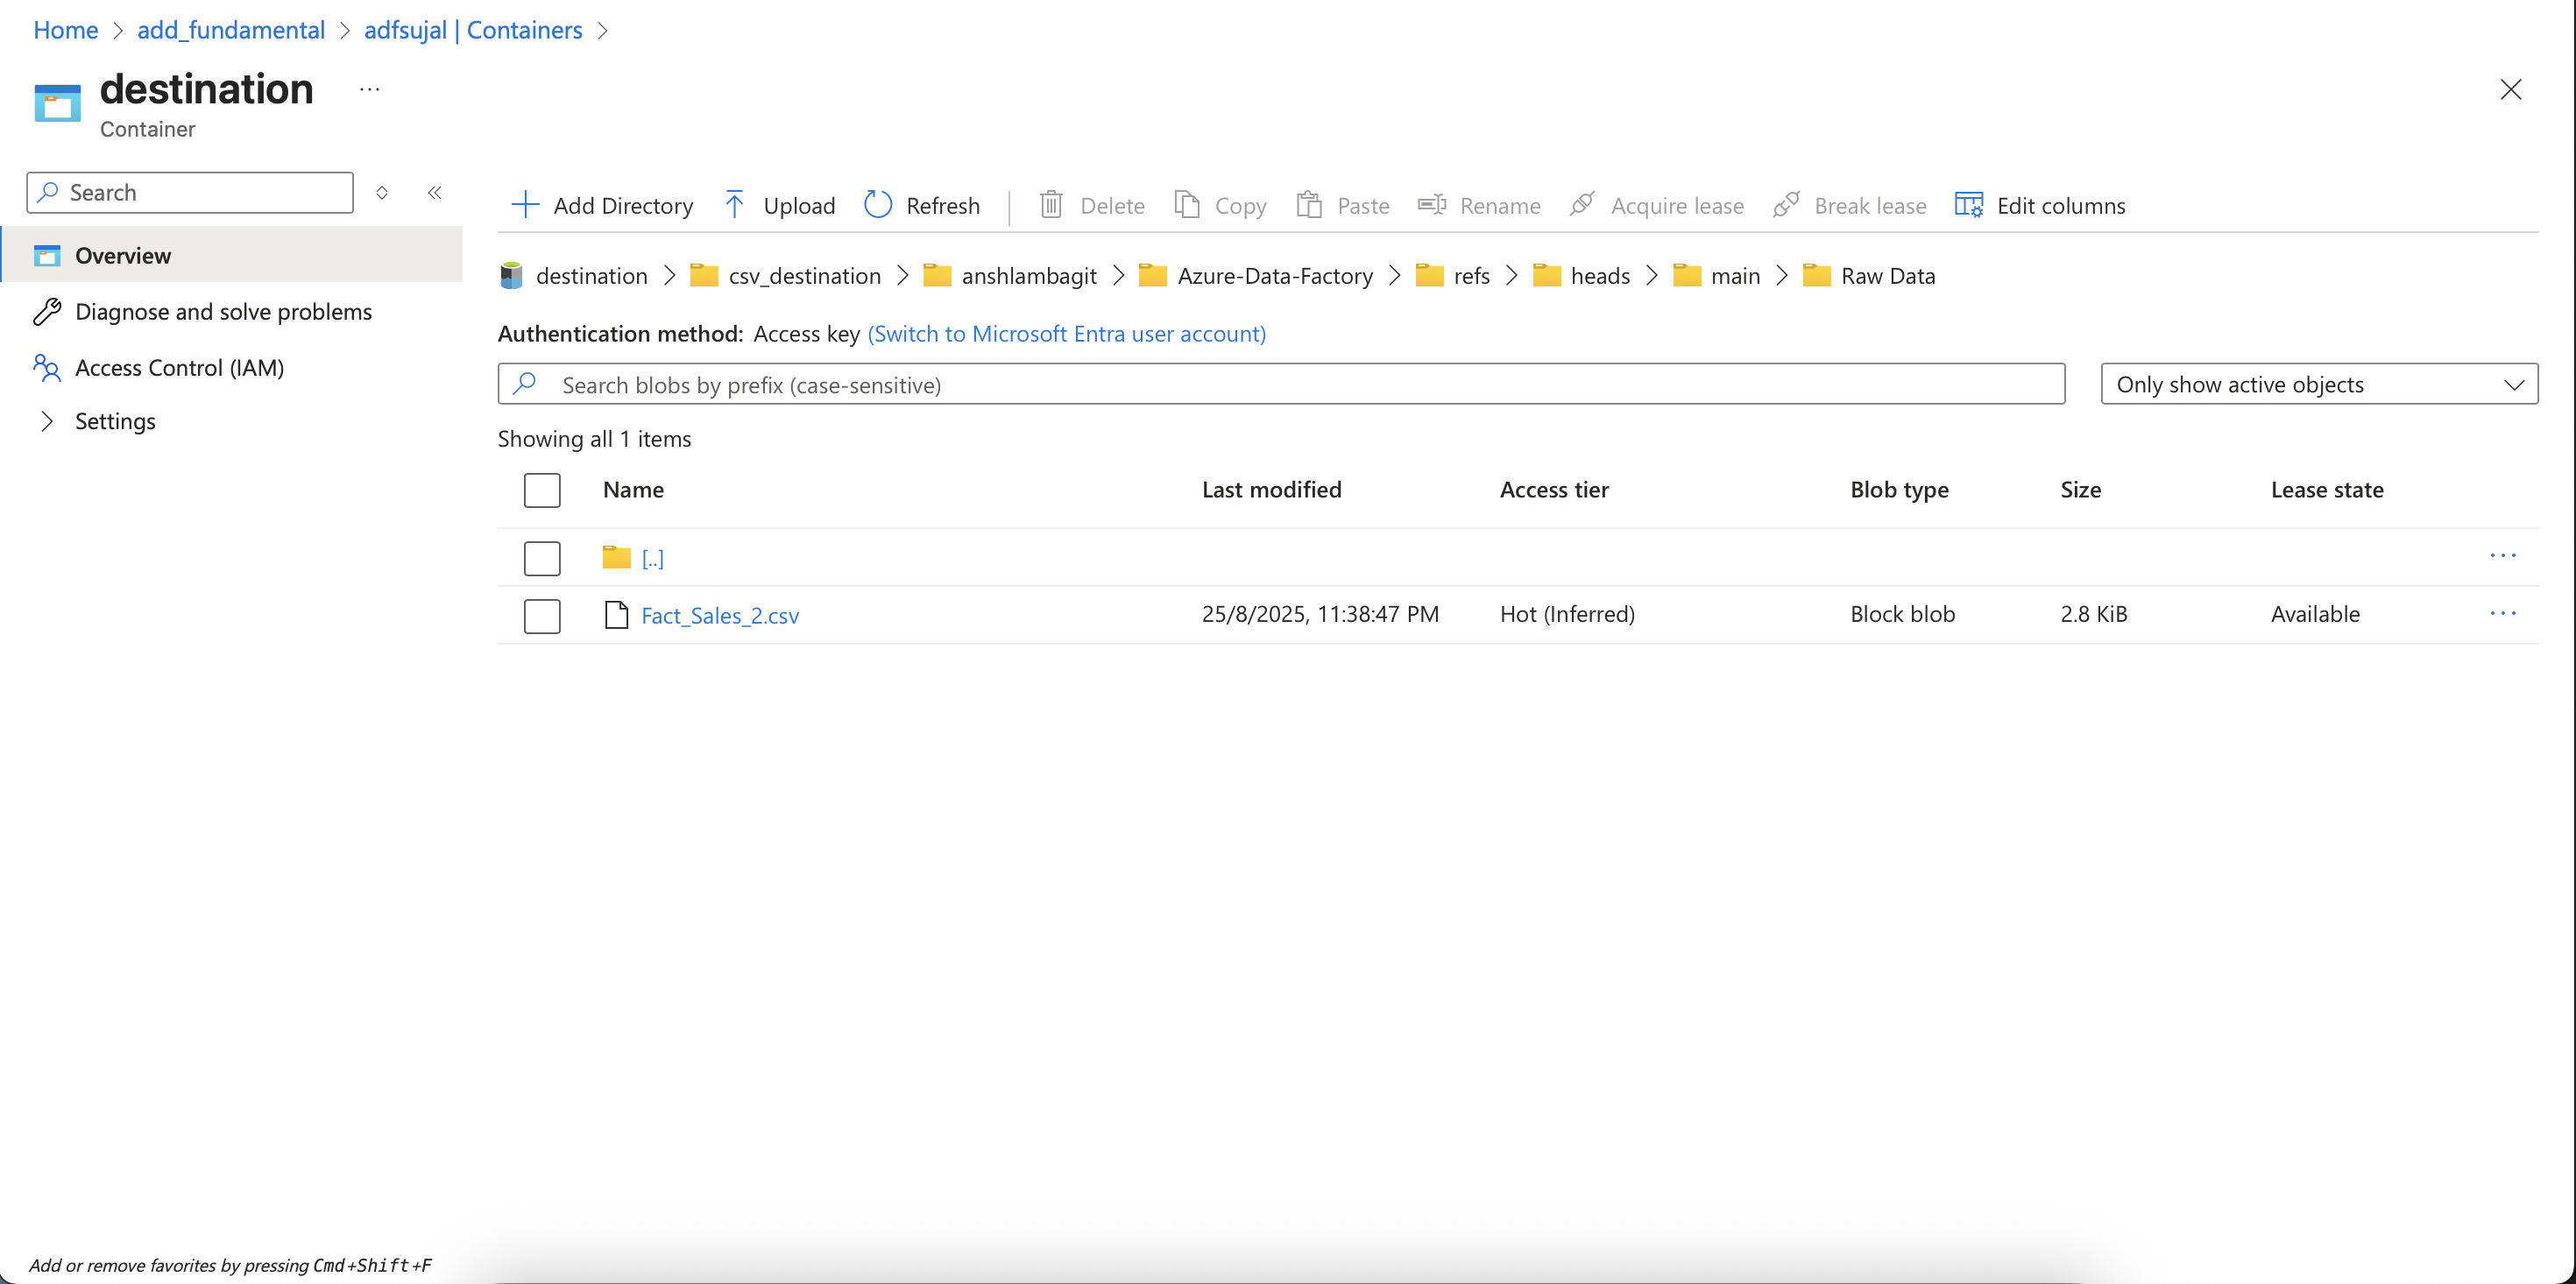 Home > add_fundamental > adfsujal | Containers >
destination ...
Container
Search
Overview
Diagnose and solve problems
Access Control (IAM)
Settings
Add Directory Upload Refresh Delete Copy Paste Rename Acquire lease Break lease Edit columns
destination > csv_destination > anshlambagit > Azure-Data-Factory > refs > heads > main > Raw Data
Authentication method: Access key (Switch to Microsoft Entra user account)
Search blobs by prefix (case-sensitive) Only show active objects
Showing all 1 items
Name Last modified Access tier Blob type Size Lease state
[..] ...
Fact_Sales_2.csv 25/8/2025, 11:38:47 PM Hot (Inferred) Block blob 2.8 KiB Available ...
Add or remove favorites by pressing Cmd+Shift+F